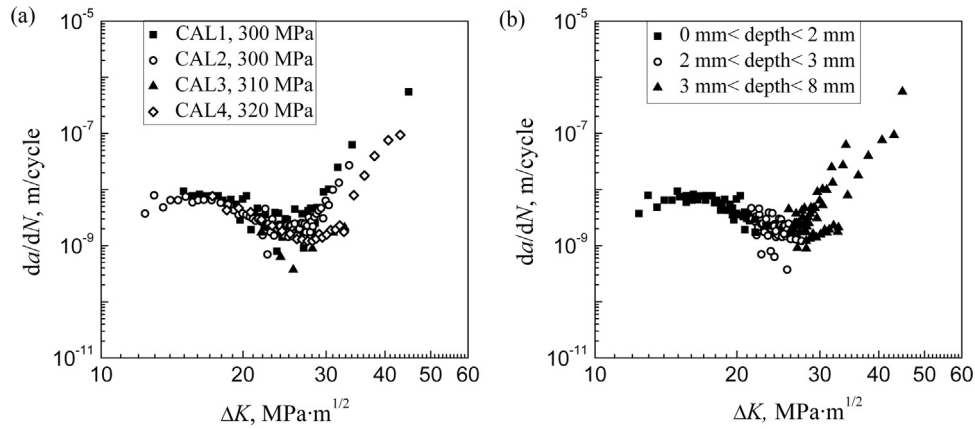 (a)
CAL1, 300 MPa
CAL2, 300 MPa
CAL3, 310 MPa
CAL4, 320 MPa
10⁻⁵
10⁻⁷
10⁻⁹
10⁻¹¹
da/dN, m/cycle
10 20 30 40 50 60
ΔK, MPa·m^1/2
(b)
0 mm< depth< 2 mm
2 mm< depth< 3 mm
3 mm< depth< 8 mm
10⁻⁵
10⁻⁷
10⁻⁹
10⁻¹¹
da/dN, m/cycle
10 20 30 40 50 60
ΔK, MPa·m^1/2